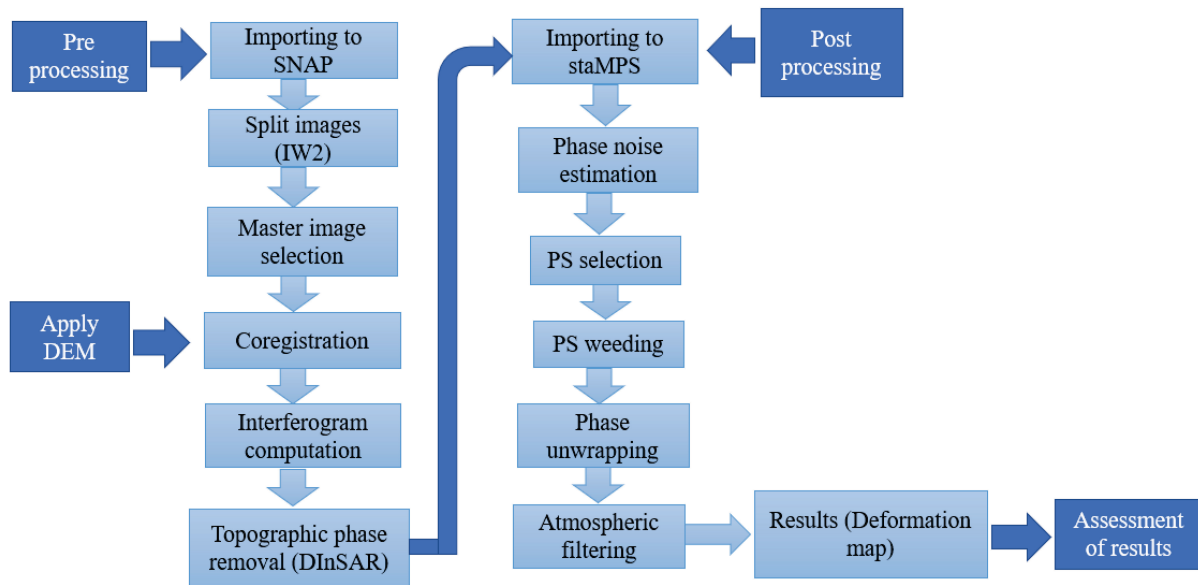 Pre
processing
Importing to
SNAP
Split images
(IW2)
Master image
selection
Apply
DEM
Coregistration
Interferogram
computation
Topographic phase
removal (DInSAR)
Importing to
staMPS
Post
processing
Phase noise
estimation
PS selection
PS weeding
Phase
unwrapping
Atmospheric
filtering
Results (Deformation
map)
Assessment
of results